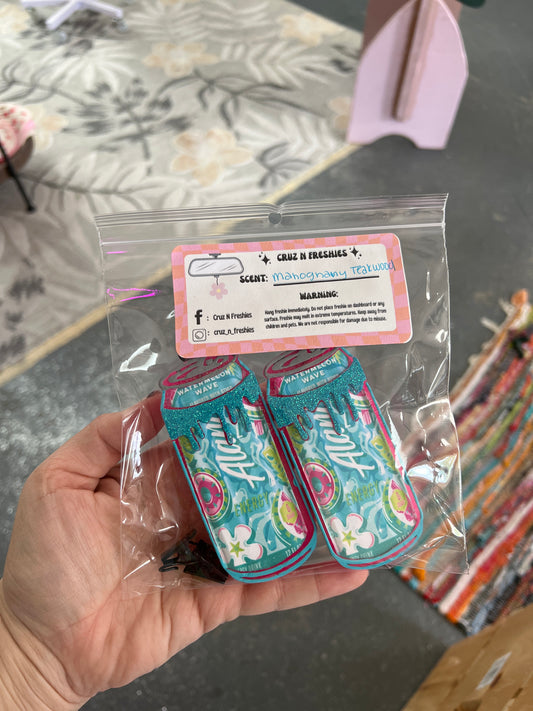 CRUZ N FRESHIES
SCENT: Mahoghany Teakwood
WARNING:
Hang freshie immediately. Do not place freshie on dashboard or any
surface. Freshie may melt in extreme temperatures. Keep away from
children and pets. We are not responsible for damage due to misuse.
f : Cruz N Freshies
: cruz_n_freshies
WATERMELON
WAVE
Alani
ENERGY
WATERMELON
WAVE
Alani
ENERGY